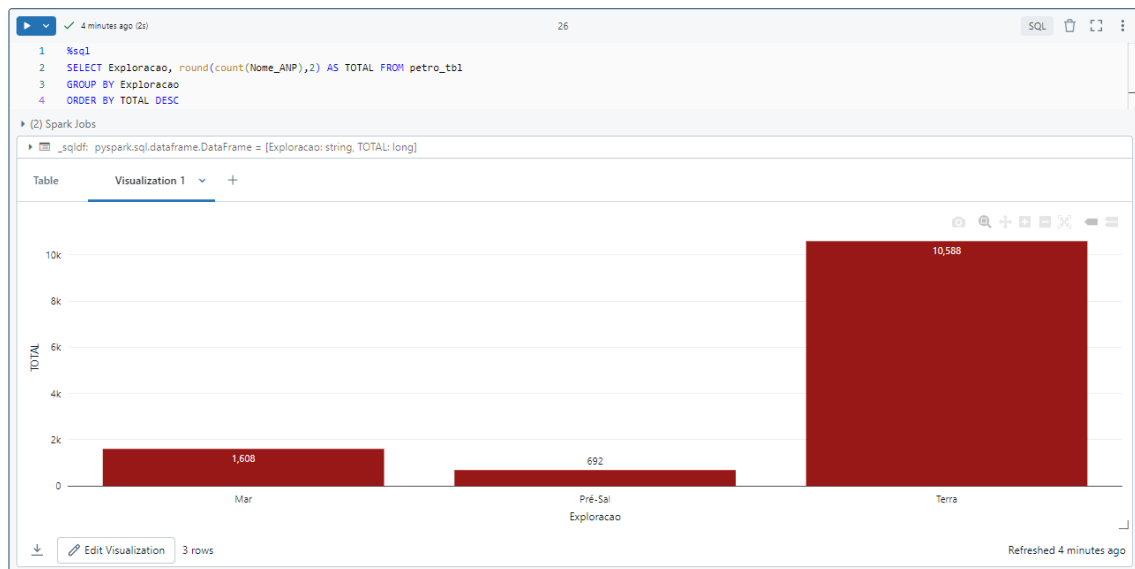 4 minutes ago (2s)
26
SQL
1 %sql
2 SELECT Exploracao, round(count(Nome_ANP),2) AS TOTAL FROM petro_tbl
3 GROUP BY Exploracao
4 ORDER BY TOTAL DESC
(2) Spark Jobs
_sqldf: pyspark.sql.dataframe.DataFrame = [Exploracao: string, TOTAL: long]
Table Visualization 1 +
10k
8k
6k
4k
2k
0
TOTAL
1,608
692
10,588
Mar Pré-Sal Terra
Exploracao
Edit Visualization 3 rows Refreshed 4 minutes ago